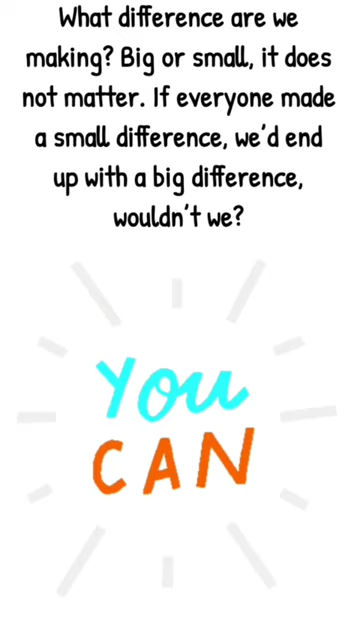 What difference are we
making? Big or small, it does
not matter. If everyone made
a small difference, we'd end
up with a big difference,
wouldn't we?
You
CAN